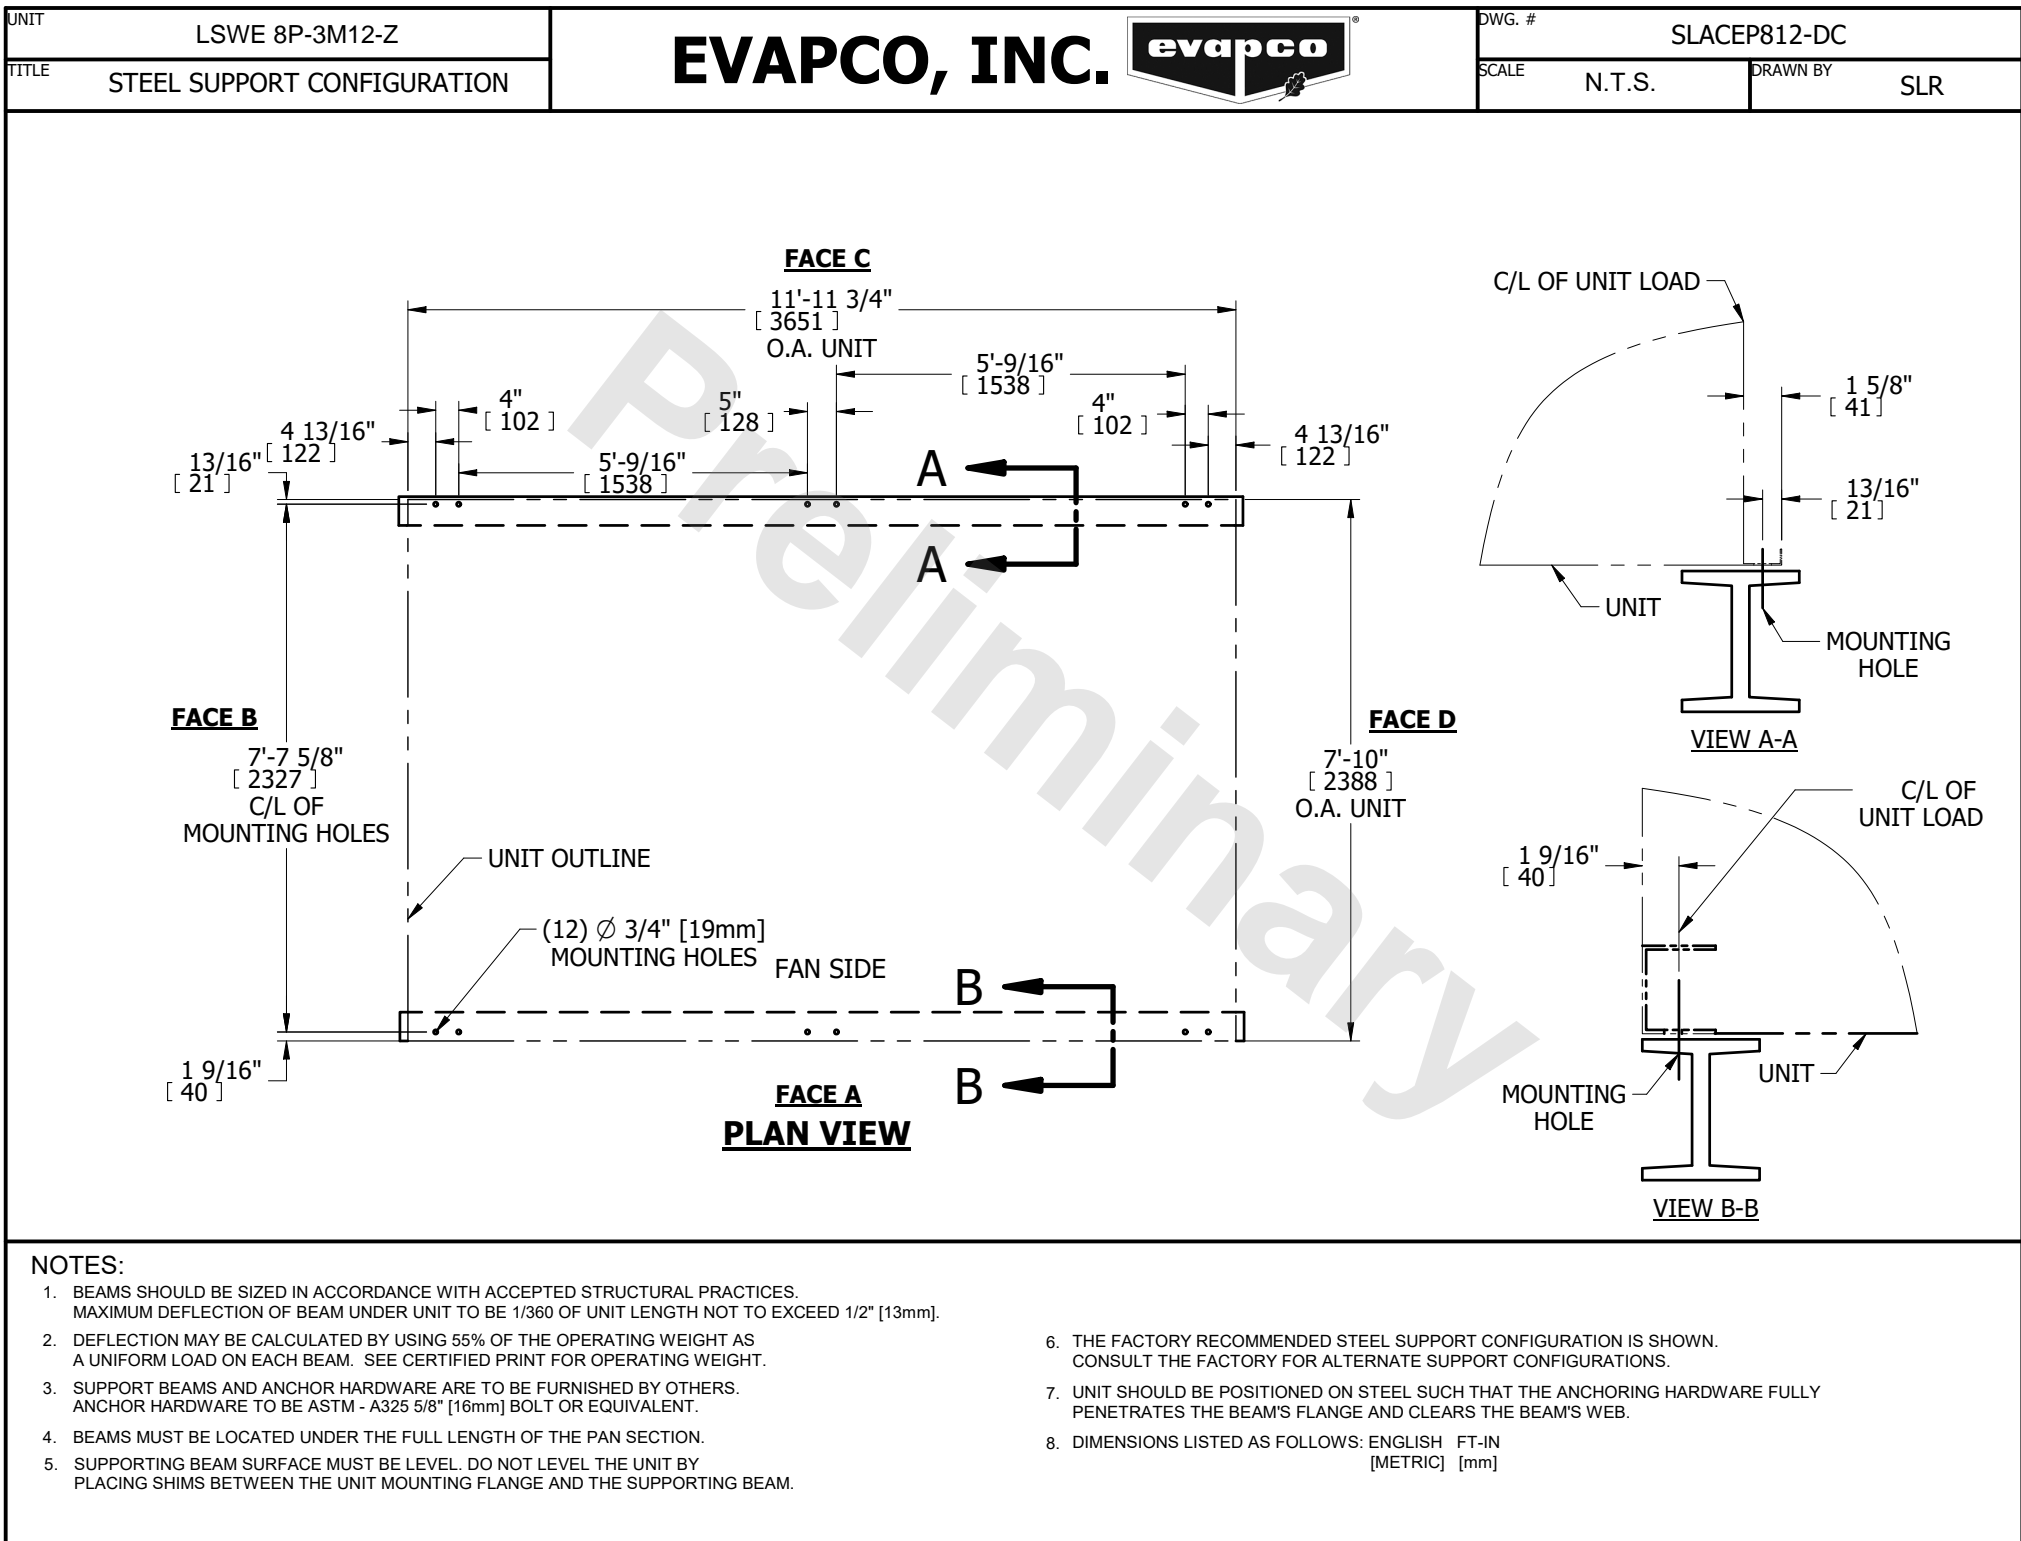 UNIT
LSWE 8P-3M12-Z
TITLE
STEEL SUPPORT CONFIGURATION
EVAPCO, INC.
evapco
®
DWG. #
SLACEP812-DC
SCALE
N.T.S.
DRAWN BY
SLR
FACE C
11'-11 3/4"
[ 3651 ]
O.A. UNIT
5'-9/16"
[ 1538 ]
4"
[ 102 ]
5"
[ 128 ]
4"
[ 102 ]
4 13/16"
[ 122 ]
4 13/16"
[ 122 ]
13/16"
[ 21 ]
5'-9/16"
[ 1538 ]
A
A
FACE B
7'-7 5/8"
[ 2327 ]
C/L OF
MOUNTING HOLES
FACE D
7'-10"
[ 2388 ]
O.A. UNIT
UNIT OUTLINE
(12) ∅ 3/4" [19mm]
MOUNTING HOLES
FAN SIDE
B
B
1 9/16"
[ 40 ]
FACE A
PLAN VIEW
C/L OF UNIT LOAD
1 5/8"
[ 41]
13/16"
[ 21]
UNIT
MOUNTING
HOLE
VIEW A-A
C/L OF
UNIT LOAD
1 9/16"
[ 40]
UNIT
MOUNTING
HOLE
VIEW B-B
Preliminary
NOTES:
1. BEAMS SHOULD BE SIZED IN ACCORDANCE WITH ACCEPTED STRUCTURAL PRACTICES.
MAXIMUM DEFLECTION OF BEAM UNDER UNIT TO BE 1/360 OF UNIT LENGTH NOT TO EXCEED 1/2" [13mm].
2. DEFLECTION MAY BE CALCULATED BY USING 55% OF THE OPERATING WEIGHT AS
A UNIFORM LOAD ON EACH BEAM. SEE CERTIFIED PRINT FOR OPERATING WEIGHT.
3. SUPPORT BEAMS AND ANCHOR HARDWARE ARE TO BE FURNISHED BY OTHERS.
ANCHOR HARDWARE TO BE ASTM - A325 5/8" [16mm] BOLT OR EQUIVALENT.
4. BEAMS MUST BE LOCATED UNDER THE FULL LENGTH OF THE PAN SECTION.
5. SUPPORTING BEAM SURFACE MUST BE LEVEL. DO NOT LEVEL THE UNIT BY
PLACING SHIMS BETWEEN THE UNIT MOUNTING FLANGE AND THE SUPPORTING BEAM.
6. THE FACTORY RECOMMENDED STEEL SUPPORT CONFIGURATION IS SHOWN.
CONSULT THE FACTORY FOR ALTERNATE SUPPORT CONFIGURATIONS.
7. UNIT SHOULD BE POSITIONED ON STEEL SUCH THAT THE ANCHORING HARDWARE FULLY
PENETRATES THE BEAM'S FLANGE AND CLEARS THE BEAM'S WEB.
8. DIMENSIONS LISTED AS FOLLOWS: ENGLISH FT-IN
[METRIC] [mm]